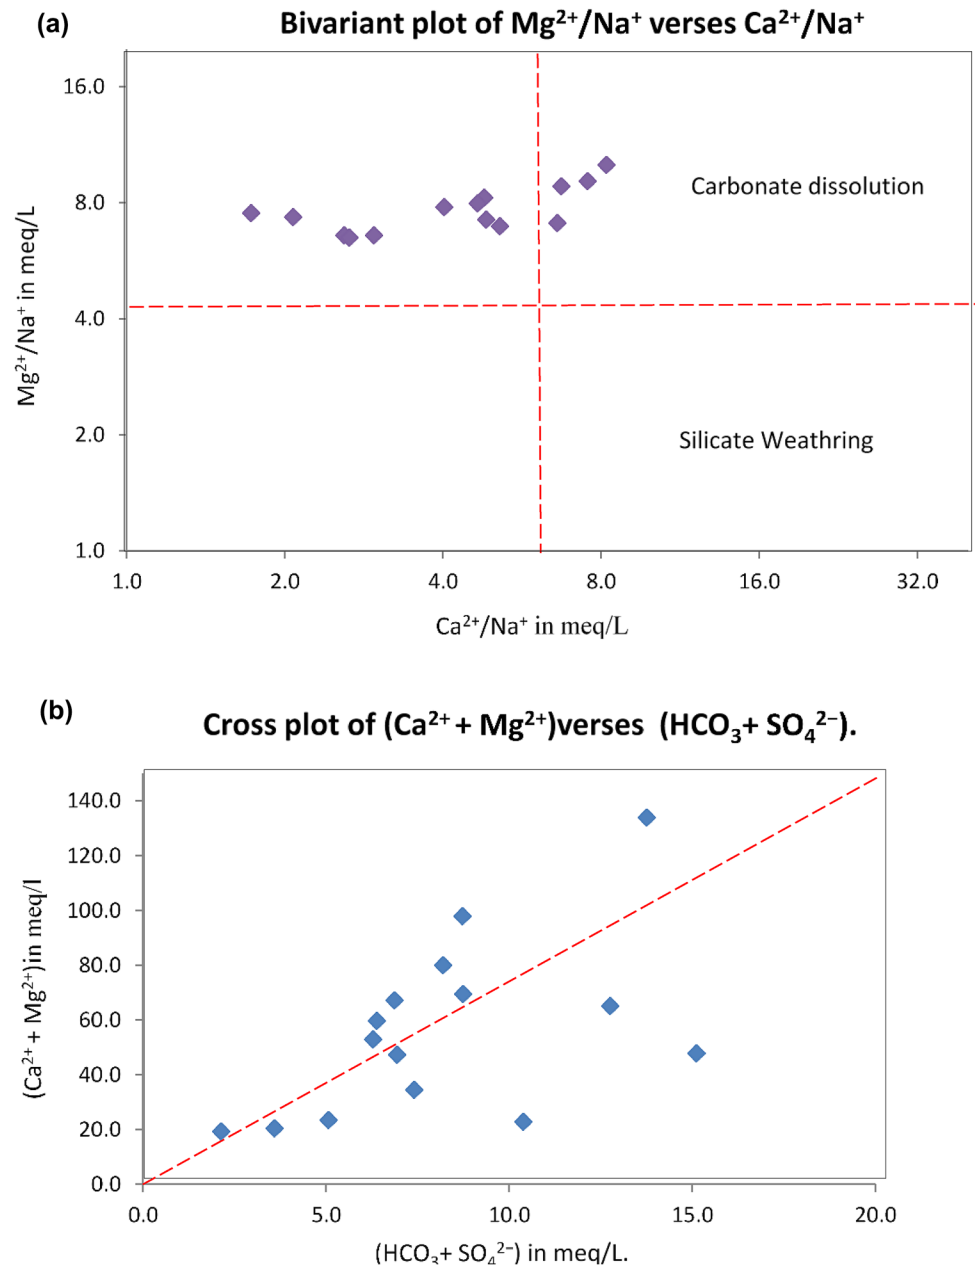 (a)
Bivariant plot of Mg²⁺/Na⁺ verses Ca²⁺/Na⁺
16.0
8.0
4.0
2.0
1.0
Mg²⁺/Na⁺ in meq/L
Carbonate dissolution
Silicate Weathring
1.0 2.0 4.0 8.0 16.0 32.0
Ca²⁺/Na⁺ in meq/L
(b)
Cross plot of (Ca²⁺ + Mg²⁺)verses (HCO₃+ SO₄²⁻).
140.0
120.0
100.0
80.0
60.0
40.0
20.0
0.0
(Ca²⁺ + Mg²⁺)in meq/l
0.0 5.0 10.0 15.0 20.0
(HCO₃+ SO₄²⁻) in meq/L.